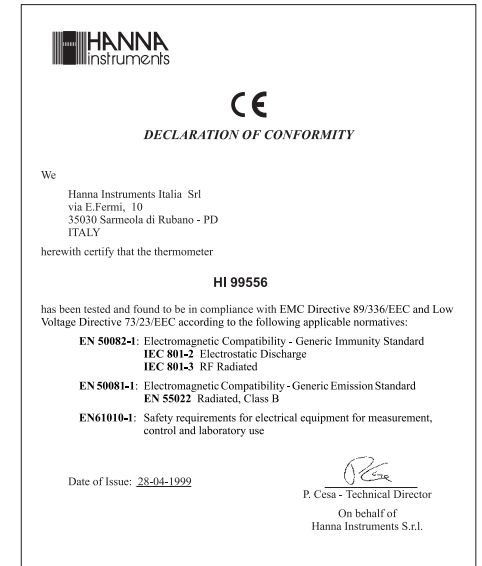 HANNA
instruments
CE
DECLARATION OF CONFORMITY
We
Hanna Instruments Italia Srl
via E.Fermi, 10
35030 Sarmeola di Rubano - PD
ITALY
herewith certify that the thermometer
HI 99556
has been tested and found to be in compliance with EMC Directive 89/336/EEC and Low
Voltage Directive 73/23/EEC according to the following applicable normatives:
EN 50082-1: Electromagnetic Compatibility - Generic Immunity Standard
IEC 801-2 Electrostatic Discharge
IEC 801-3 RF Radiated
EN 50081-1: Electromagnetic Compatibility - Generic Emission Standard
EN 55022 Radiated, Class B
EN61010-1: Safety requirements for electrical equipment for measurement,
control and laboratory use
Date of Issue: 28-04-1999
P. Cesa - Technical Director
On behalf of
Hanna Instruments S.r.l.